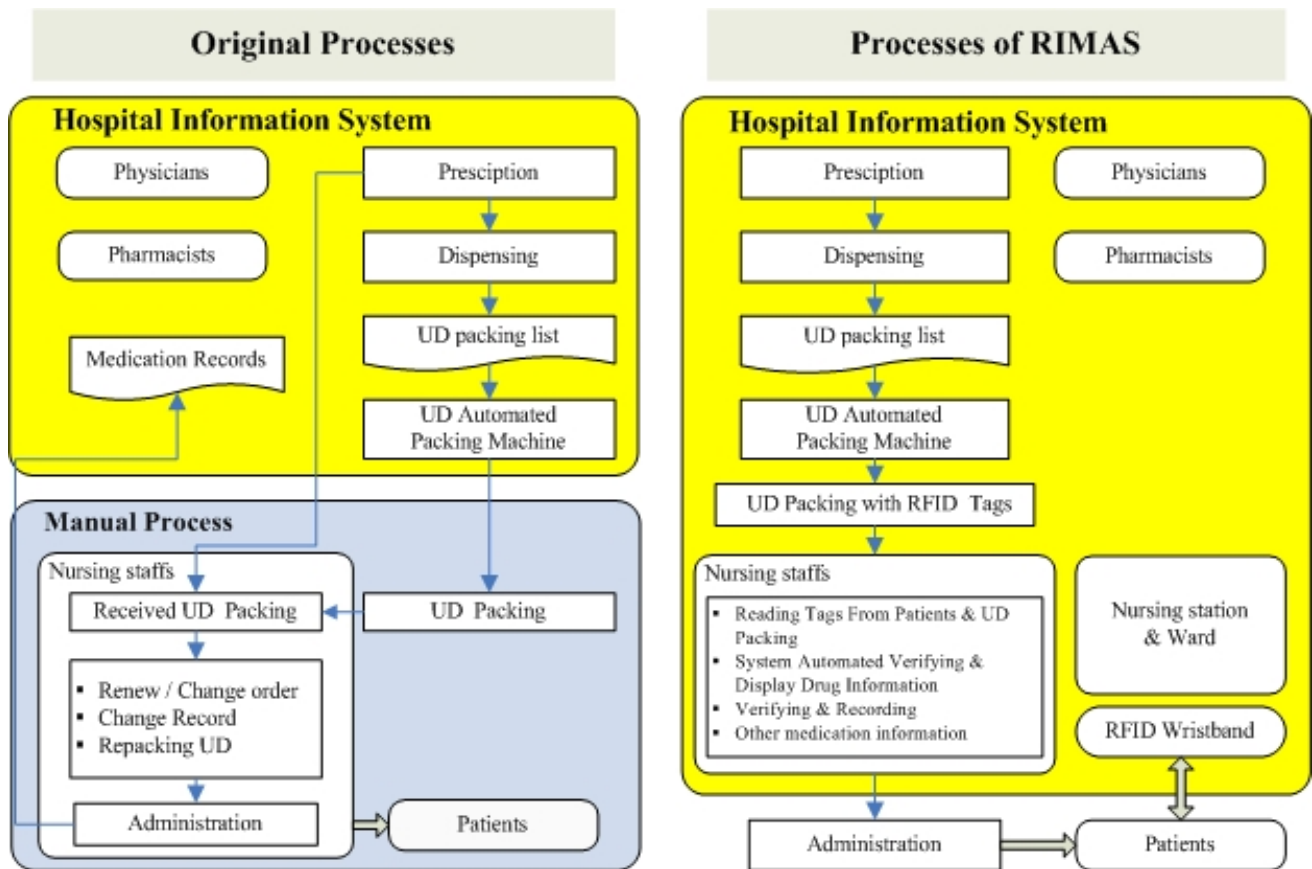 Original Processes
Hospital Information System
Physicians
Presciption
Pharmacists
Dispensing
Medication Records
UD packing list
UD Automated
Packing Machine
Manual Process
Nursing staffs
Received UD Packing
UD Packing
▪ Renew / Change order
▪ Change Record
▪ Repacking UD
Administration
Patients
Processes of RIMAS
Hospital Information System
Presciption
Physicians
Dispensing
Pharmacists
UD packing list
UD Automated
Packing Machine
UD Packing with RFID Tags
Nursing staffs
▪ Reading Tags From Patients & UD
Packing
▪ System Automated Verifying &
Display Drug Information
▪ Verifying & Recording
▪ Other medication information
Nursing station
& Ward
RFID Wristband
Administration
Patients